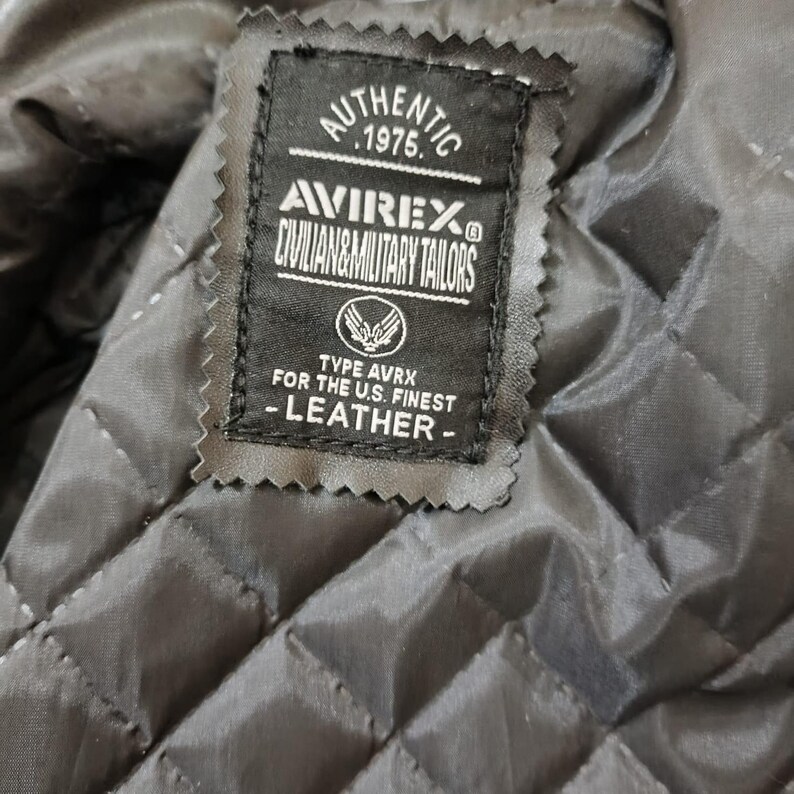 AUTHENTIC
.1975.
AVIREX®
CIVILIAN&MILITARY TAILORS
TYPE AVRX
FOR THE U.S. FINEST
- LEATHER -